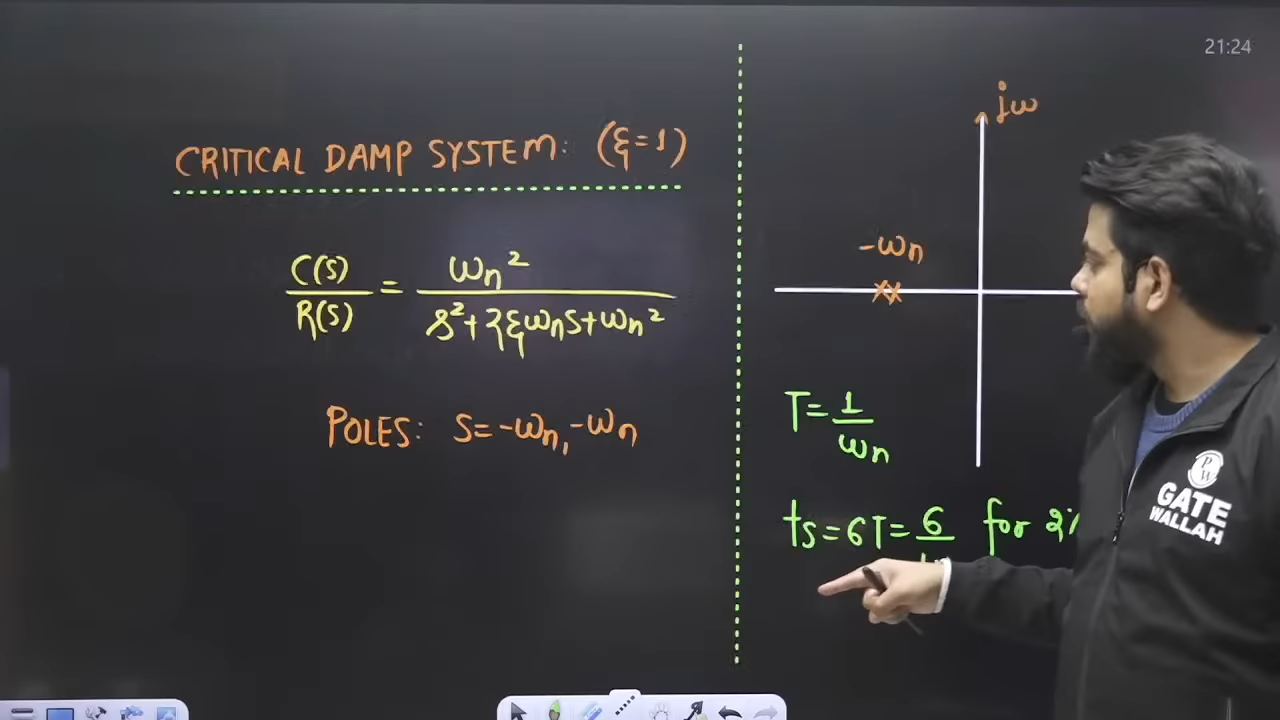 21:24
CRITICAL DAMP SYSTEM: (ξ=1)
C(s)/R(s) = ωn²/(s²+2ξωns+ωn²)
POLES: S=-ωn,-ωn
jω
-ωn
T=1/ωn
ts=6T=6/ for 2%
PW
GATE
WALLAH